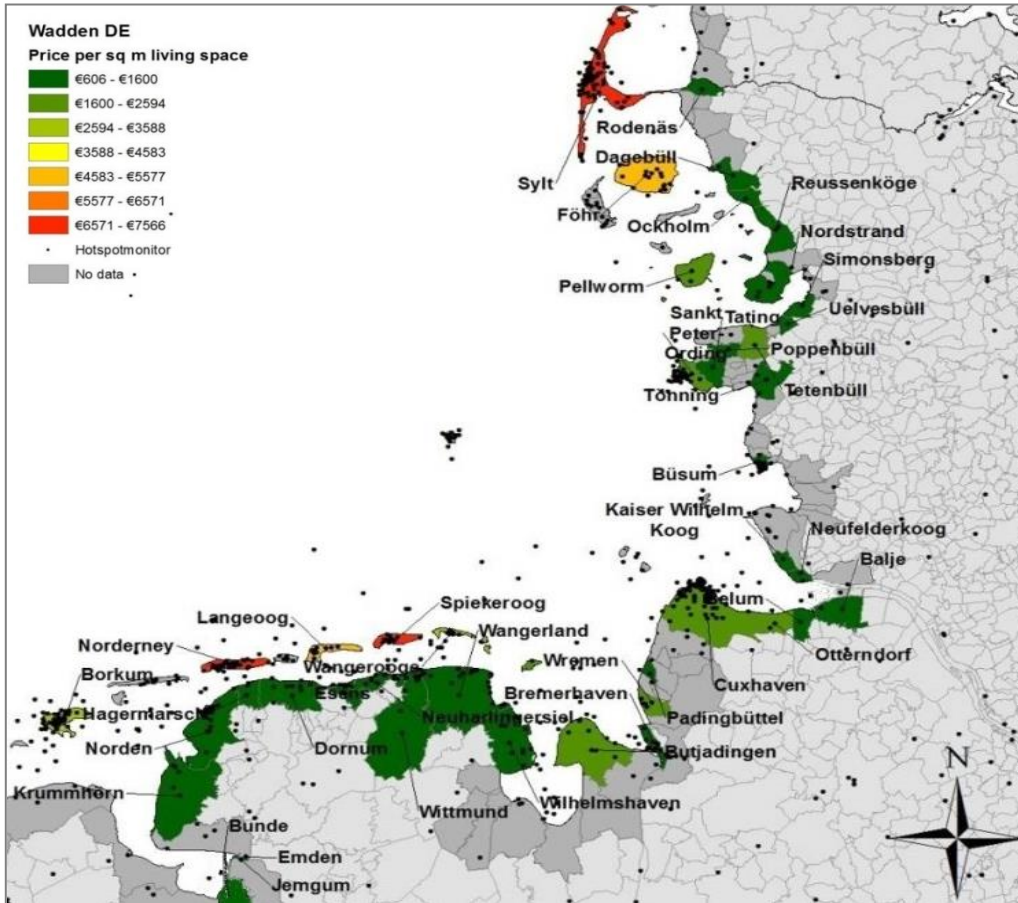 Wadden DE
Price per sq m living space
€606 - €1600
€1600 - €2594
€2594 - €3588
€3588 - €4583
€4583 - €5577
€5577 - €6571
€6571 - €7566
Hotspotmonitor
No data
Rodenäs
Dagebüll
Sylt
Reussenköge
Föhr
Ockholm
Nordstrand
Simonsberg
Pellworm
Sankt
Peter
Ording
Tating
Uelvesbüll
Poppenbüll
Tönning
Tetenbüll
Büsum
Kaiser Wilhelm
Koog
Neufelderkoog
Balje
Belum
Langeoog
Spiekeroog
Norderney
Wangerooge
Wangerland
Borkum
Esens
Wremen
Otterndorf
Bremerhaven
Cuxhaven
Hagermarsch
Neuharlingersiel
Padingbüttel
Norden
Dornum
Butjadingen
Krummhörn
Wittmund
Wilhelmshaven
Bunde
Emden
Jemgum
N